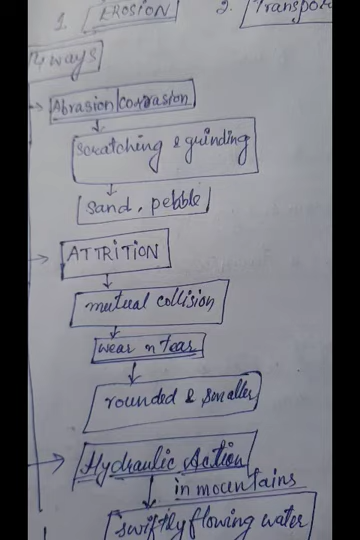 1. EROSION 2. Transpor
4 ways
Abrasion/corrasion
scratching & grinding
sand, pebble
ATTRITION
mutual collision
wear n tear
rounded & smaller
Hydraulic Action
in mountains
swiftly flowing water